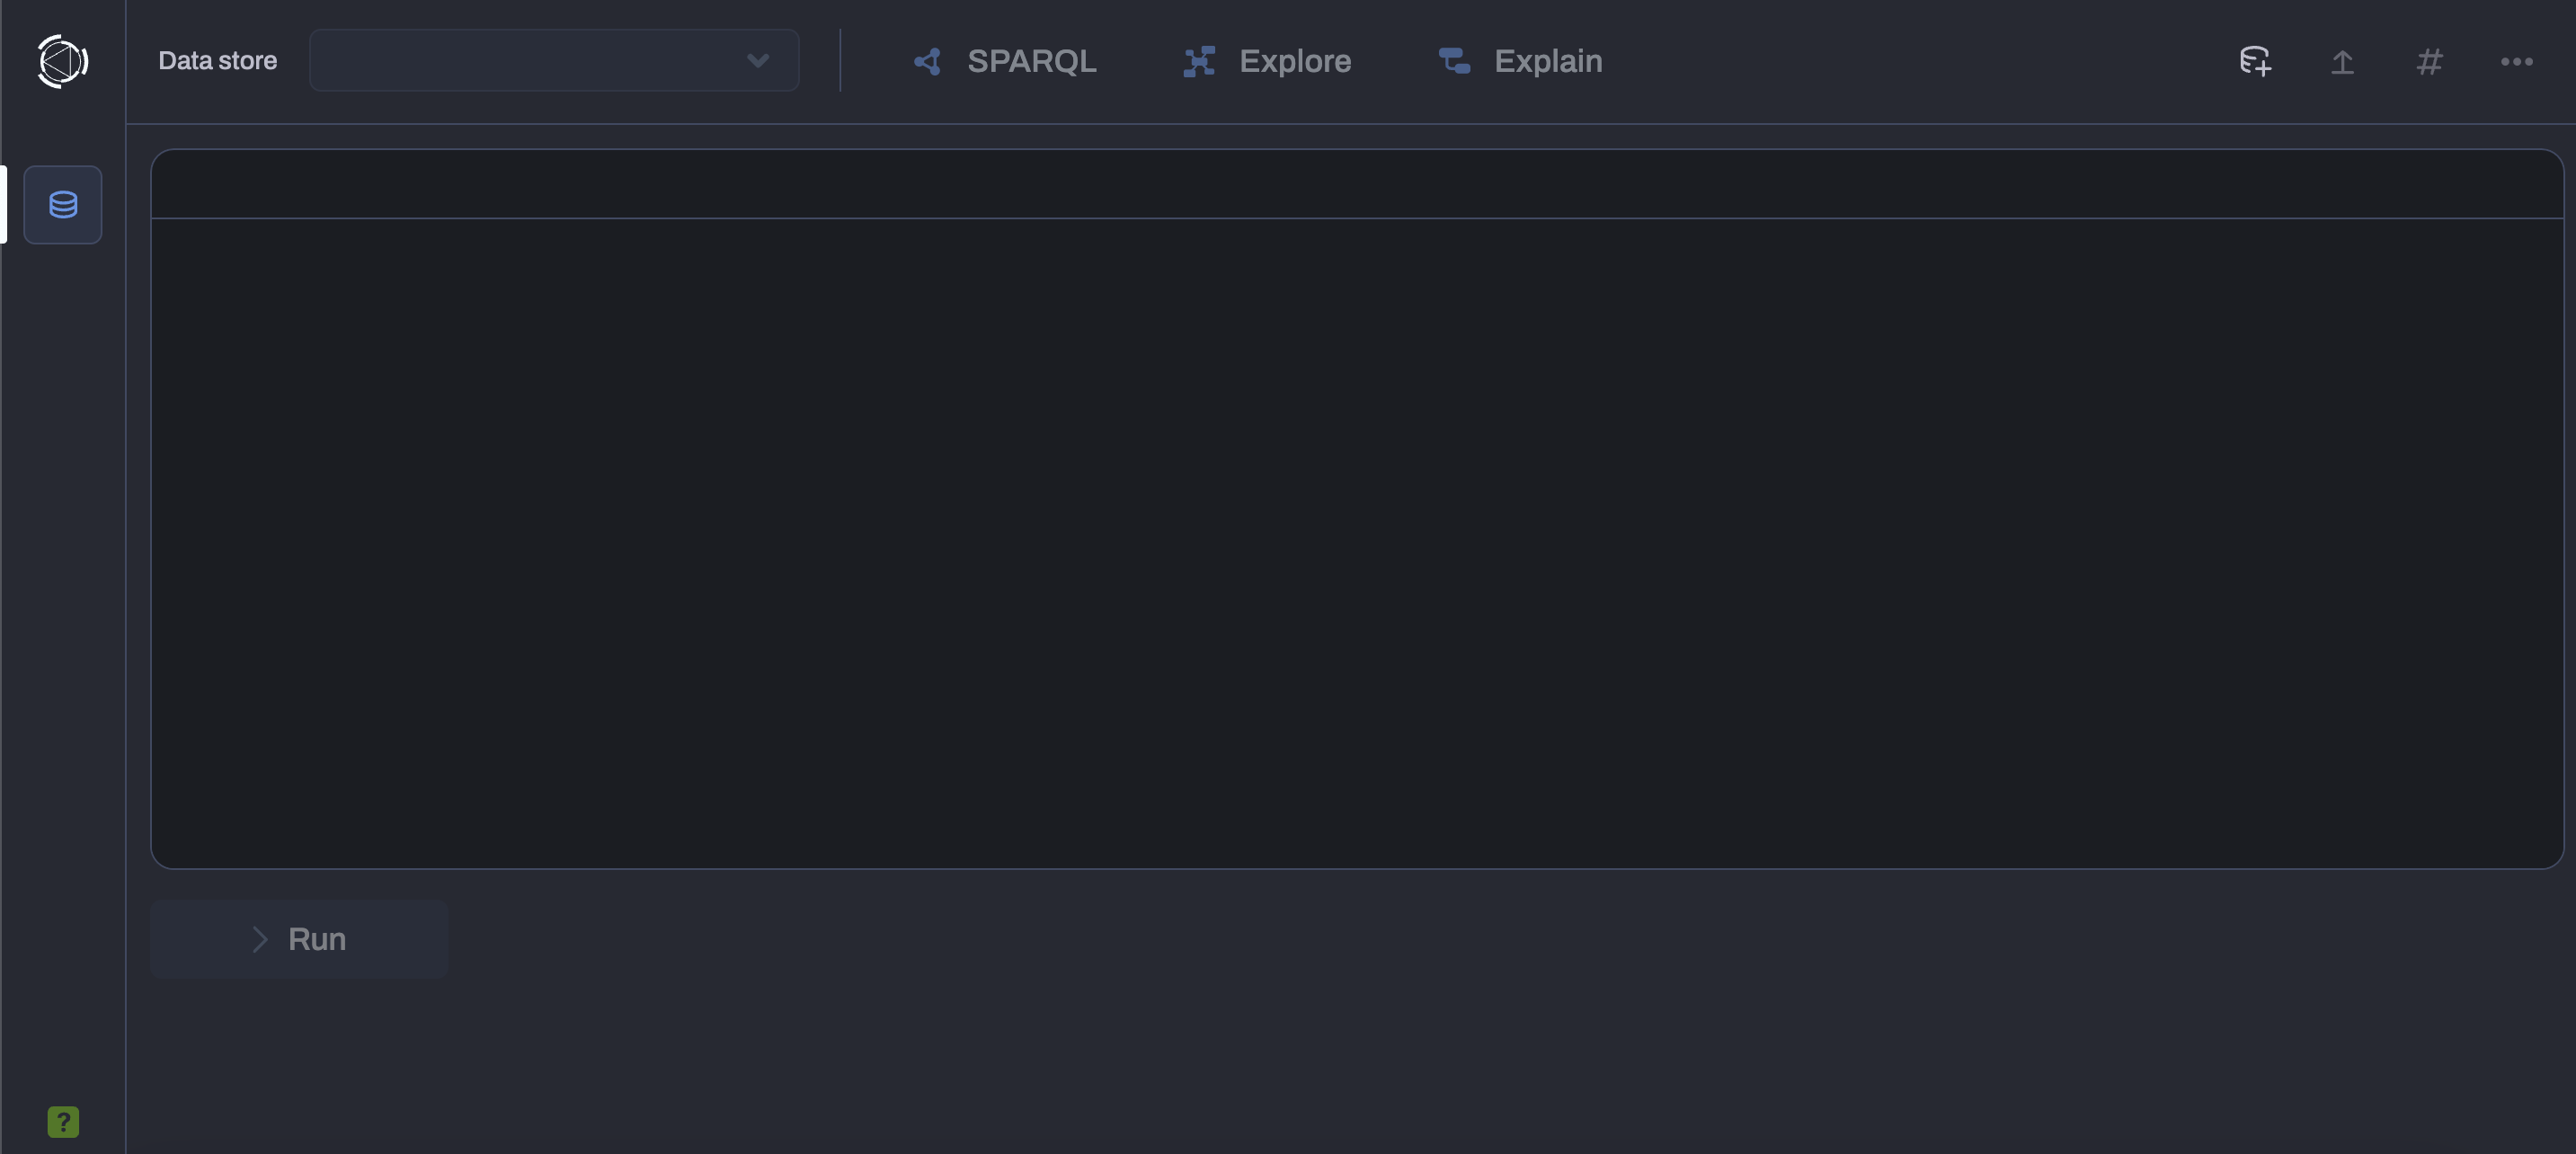 Data store
SPARQL
Explore
Explain
Run
?